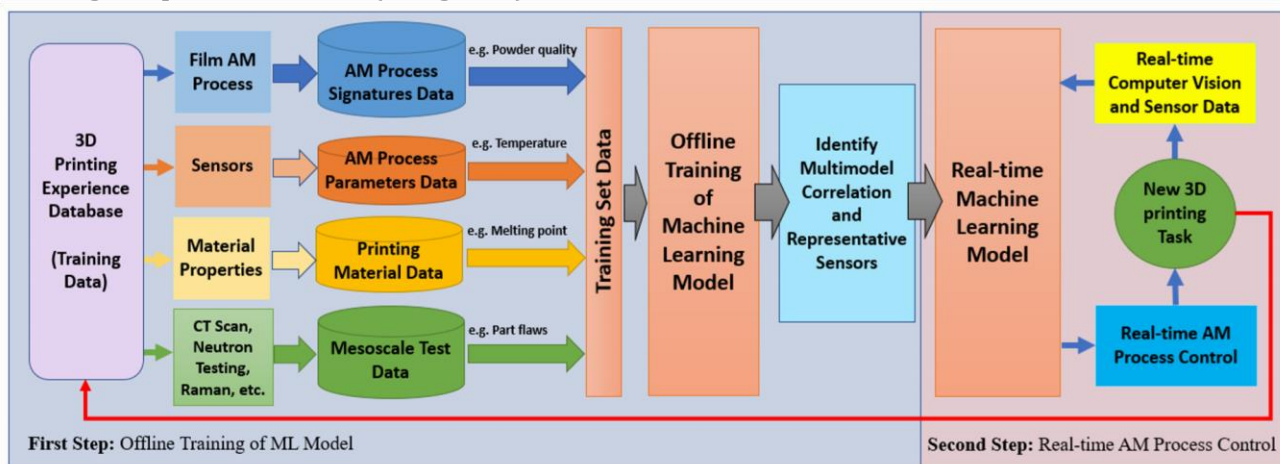 3D
Printing
Experience
Database
(Training
Data)
Film AM
Process
Sensors
Material
Properties
CT Scan,
Neutron
Testing,
Raman, etc.
AM Process
Signatures Data
AM Process
Parameters Data
Printing
Material Data
Mesoscale Test
Data
e.g. Powder quality
e.g. Temperature
e.g. Melting point
e.g. Part flaws
Training Set Data
Offline
Training
of
Machine
Learning
Model
Identify
Multimodel
Correlation
and
Representative
Sensors
Real-time
Machine
Learning
Model
Real-time
Computer Vision
and Sensor Data
New 3D
printing
Task
Real-time AM
Process Control
First Step: Offline Training of ML Model
Second Step: Real-time AM Process Control